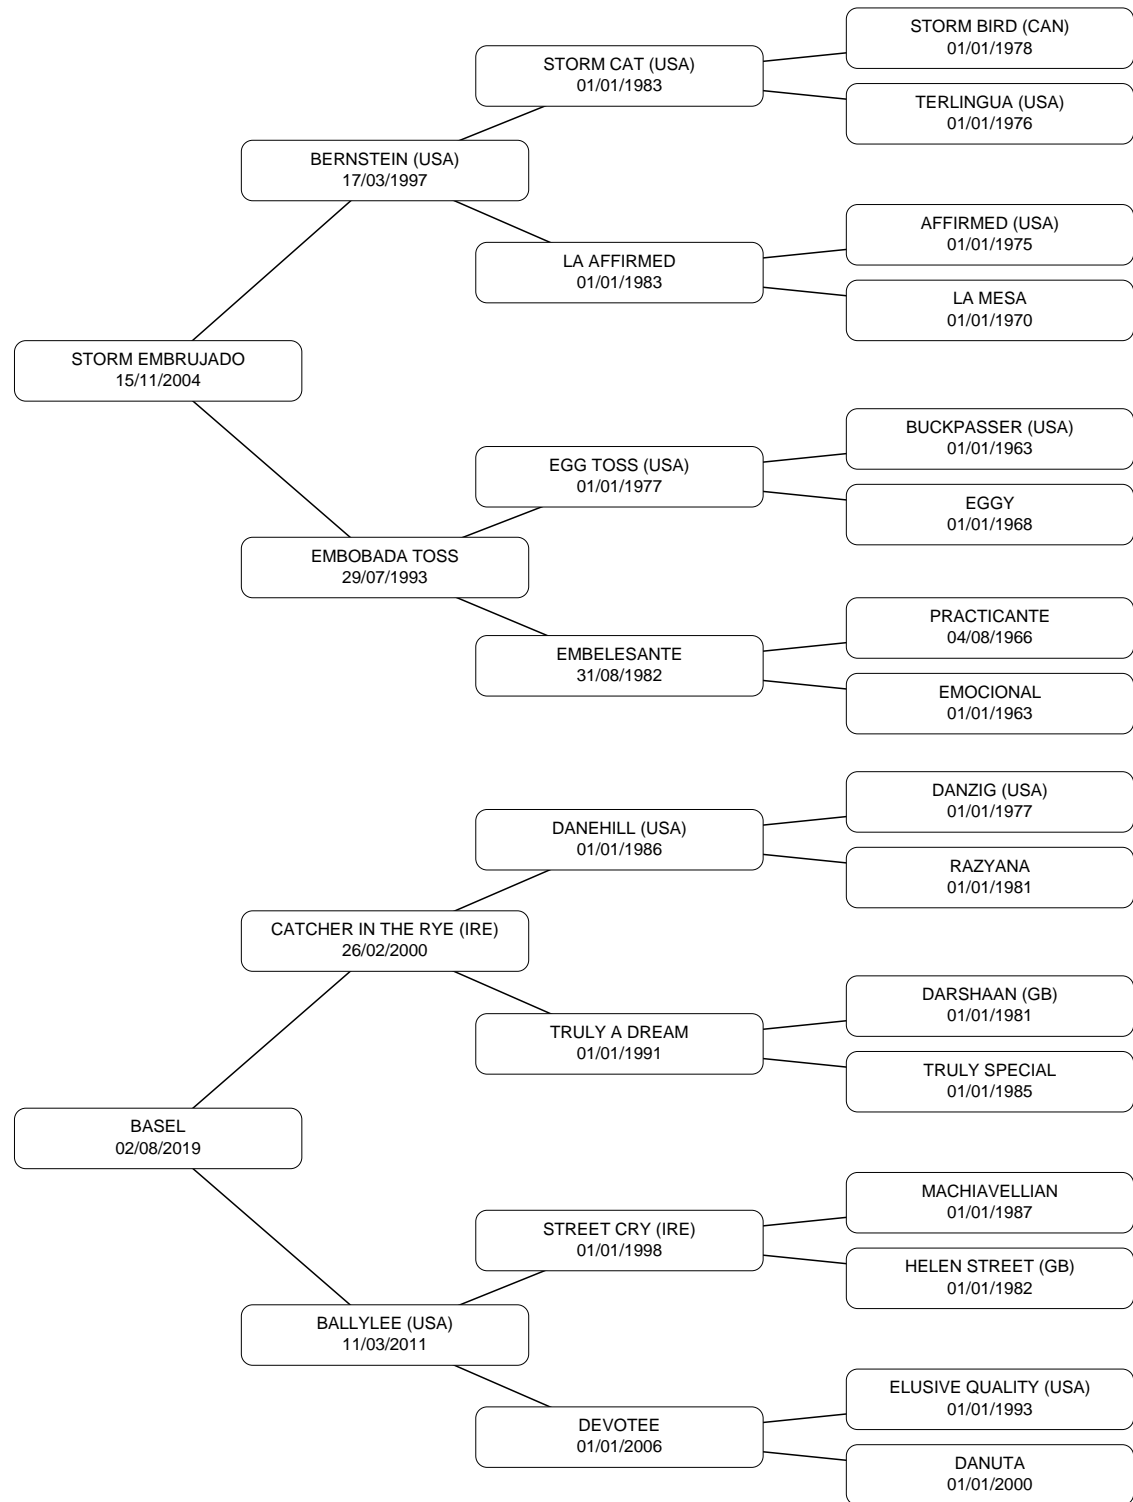 STORM BIRD (CAN)
01/01/1978
STORM CAT (USA)
01/01/1983
TERLINGUA (USA)
01/01/1976
BERNSTEIN (USA)
17/03/1997
AFFIRMED (USA)
01/01/1975
LA AFFIRMED
01/01/1983
LA MESA
01/01/1970
STORM EMBRUJADO
15/11/2004
BUCKPASSER (USA)
01/01/1963
EGG TOSS (USA)
01/01/1977
EGGY
01/01/1968
EMBOBADA TOSS
29/07/1993
PRACTICANTE
04/08/1966
EMBELESANTE
31/08/1982
EMOCIONAL
01/01/1963
DANZIG (USA)
01/01/1977
DANEHILL (USA)
01/01/1986
RAZYANA
01/01/1981
CATCHER IN THE RYE (IRE)
26/02/2000
DARSHAAN (GB)
01/01/1981
TRULY A DREAM
01/01/1991
TRULY SPECIAL
01/01/1985
BASEL
02/08/2019
MACHIAVELLIAN
01/01/1987
STREET CRY (IRE)
01/01/1998
HELEN STREET (GB)
01/01/1982
BALLYLEE (USA)
11/03/2011
ELUSIVE QUALITY (USA)
01/01/1993
DEVOTEE
01/01/2006
DANUTA
01/01/2000